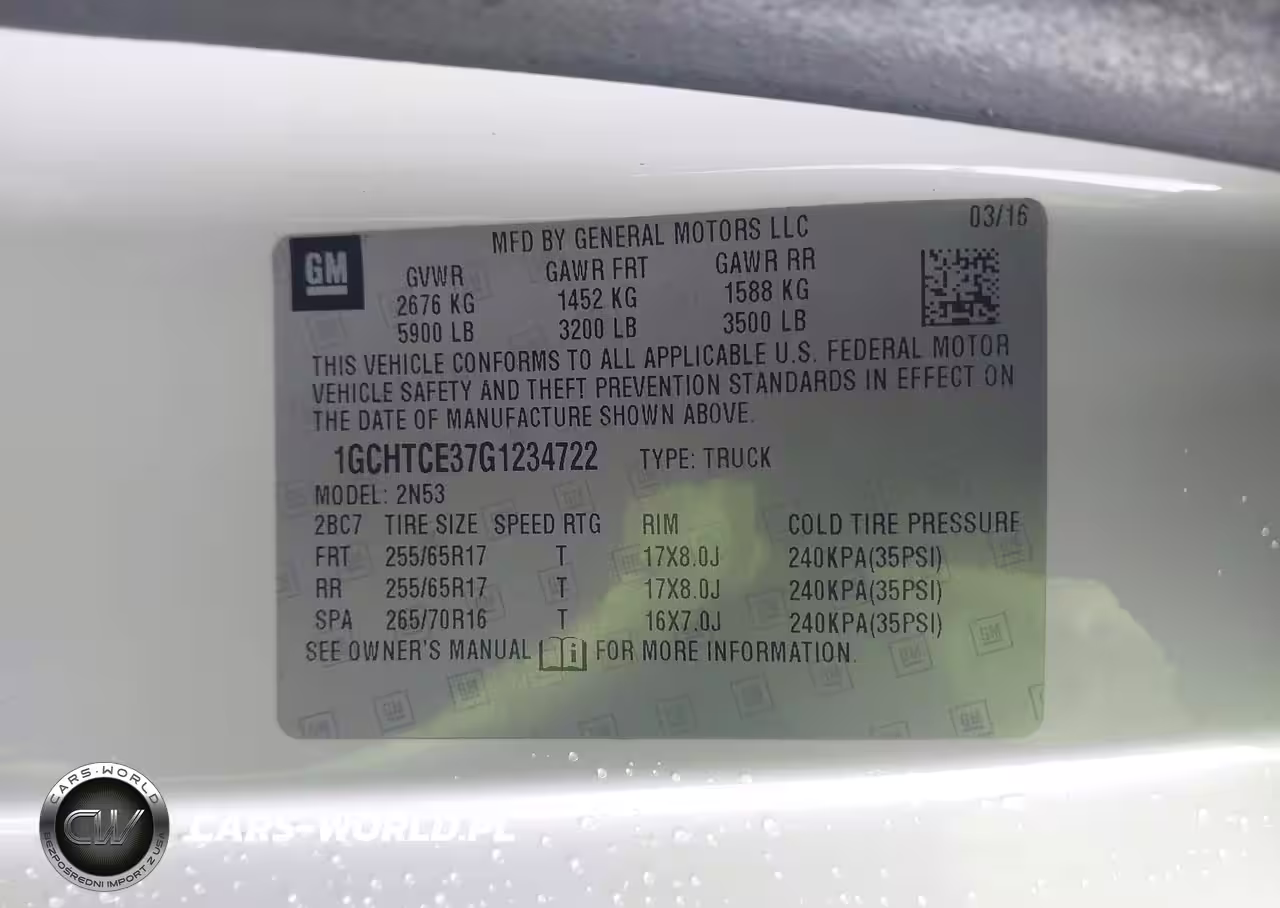 03/16
MFD BY GENERAL MOTORS LLC
GM
GVWR GAWR FRT GAWR RR
2676 KG 1452 KG 1588 KG
5900 LB 3200 LB 3500 LB
THIS VEHICLE CONFORMS TO ALL APPLICABLE U.S. FEDERAL MOTOR
VEHICLE SAFETY AND THEFT PREVENTION STANDARDS IN EFFECT ON
THE DATE OF MANUFACTURE SHOWN ABOVE.
1GCHTCE37G1234722 TYPE: TRUCK
MODEL: 2N53
2BC7 TIRE SIZE SPEED RTG RIM COLD TIRE PRESSURE
FRT 255/65R17 T 17X8.0J 240KPA(35PSI)
RR 255/65R17 T 17X8.0J 240KPA(35PSI)
SPA 265/70R16 T 16X7.0J 240KPA(35PSI)
SEE OWNER'S MANUAL FOR MORE INFORMATION.
CARS-WORLD
CW
BEZPOŚREDNI IMPORT Z USA
CARS-WORLD.PL